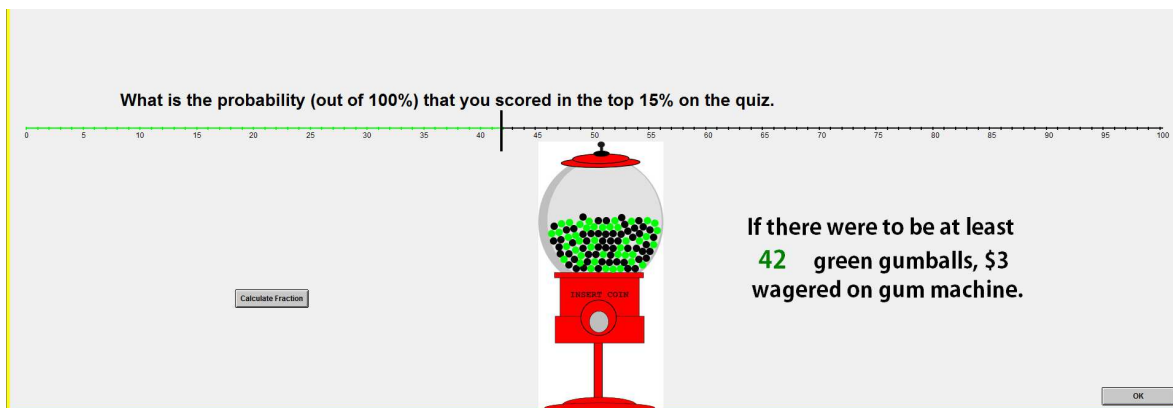 What is the probability (out of 100%) that you scored in the top 15% on the quiz.
0 5 10 15 20 25 30 35 40 45 50 55 60 65 70 75 80 85 90 95 100
If there were to be at least
42 green gumballs, $3
wagered on gum machine.
INSERT COIN
Calculate Fraction
OK